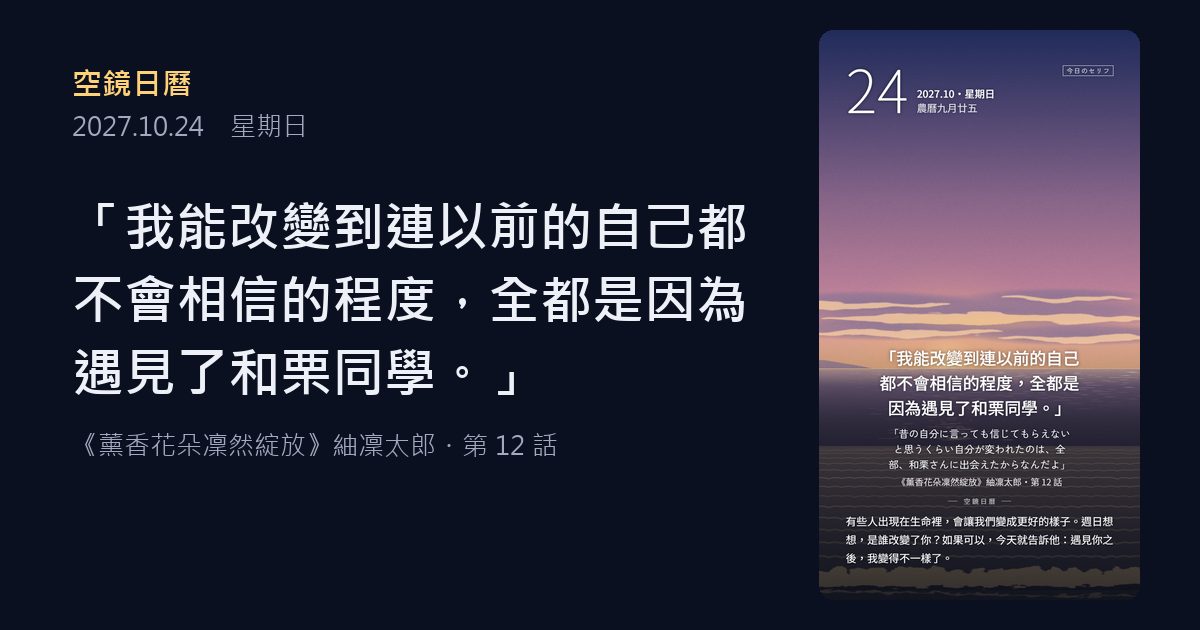 空鏡日曆
2027.10.24 星期日
「我能改變到連以前的自己都
不會相信的程度，全都是因為
遇見了和栗同學。」
《薰香花朵凜然綻放》紬凜太郎・第 12 話
24
2027.10・星期日
農曆九月廿五
今日のセリフ
「我能改變到連以前的自己
都不會相信的程度，全都是
因為遇見了和栗同學。」
「昔の自分に言っても信じてもらえない
と思うくらい自分が変われたのは、全
部、和栗さんに出会えたからなんだよ」
《薰香花朵凜然綻放》紬凜太郎・第 12 話
— 空鏡日曆 —
有些人出現在生命裡，會讓我們變成更好的樣子。週日想
想，是誰改變了你？如果可以，今天就告訴他：遇見你之
後，我變得不一樣了。